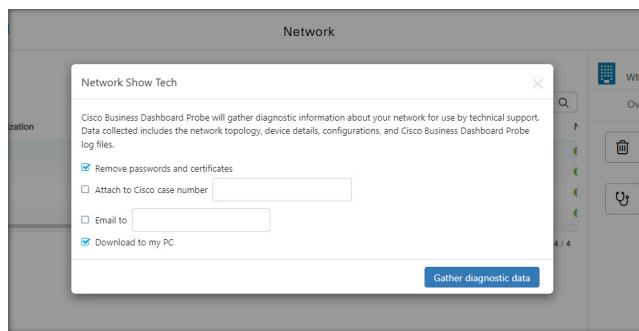 Network
Network Show Tech
Cisco Business Dashboard Probe will gather diagnostic information about your network for use by technical support.
Data collected includes the network topology, device details, configurations, and Cisco Business Dashboard Probe
log files.
Remove passwords and certificates
Attach to Cisco case number
Email to
Download to my PC
Gather diagnostic data
zation
WI
Ov
4 / 4